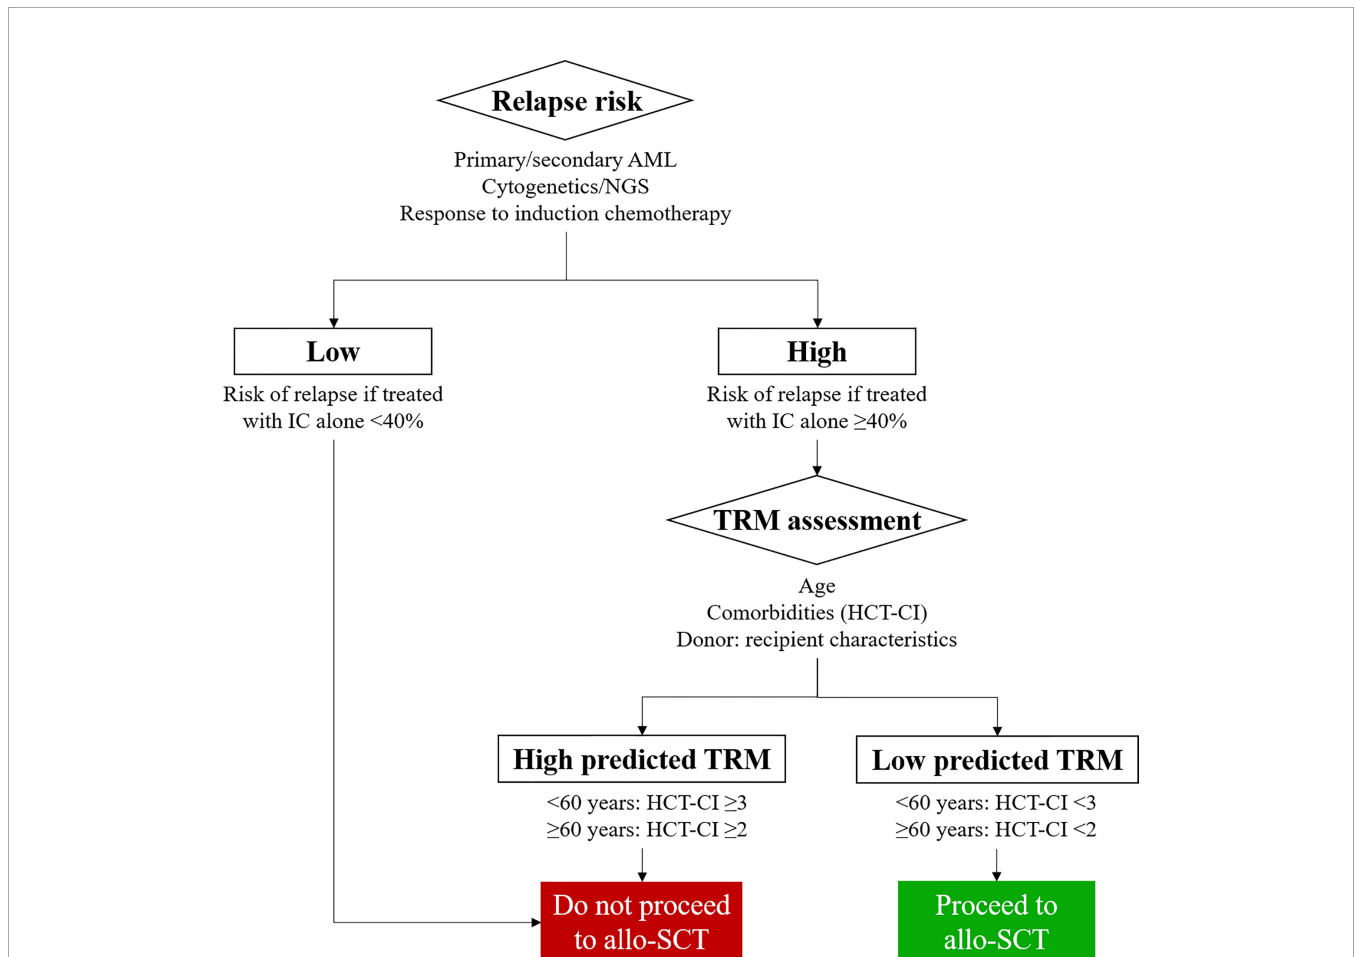 Relapse risk
Primary/secondary AML
Cytogenetics/NGS
Response to induction chemotherapy
Low
Risk of relapse if treated
with IC alone <40%
High
Risk of relapse if treated
with IC alone ≥40%
TRM assessment
Age
Comorbidities (HCT-CI)
Donor: recipient characteristics
High predicted TRM
<60 years: HCT-CI ≥3
≥60 years: HCT-CI ≥2
Low predicted TRM
<60 years: HCT-CI <3
≥60 years: HCT-CI <2
Do not proceed
to allo-SCT
Proceed to
allo-SCT